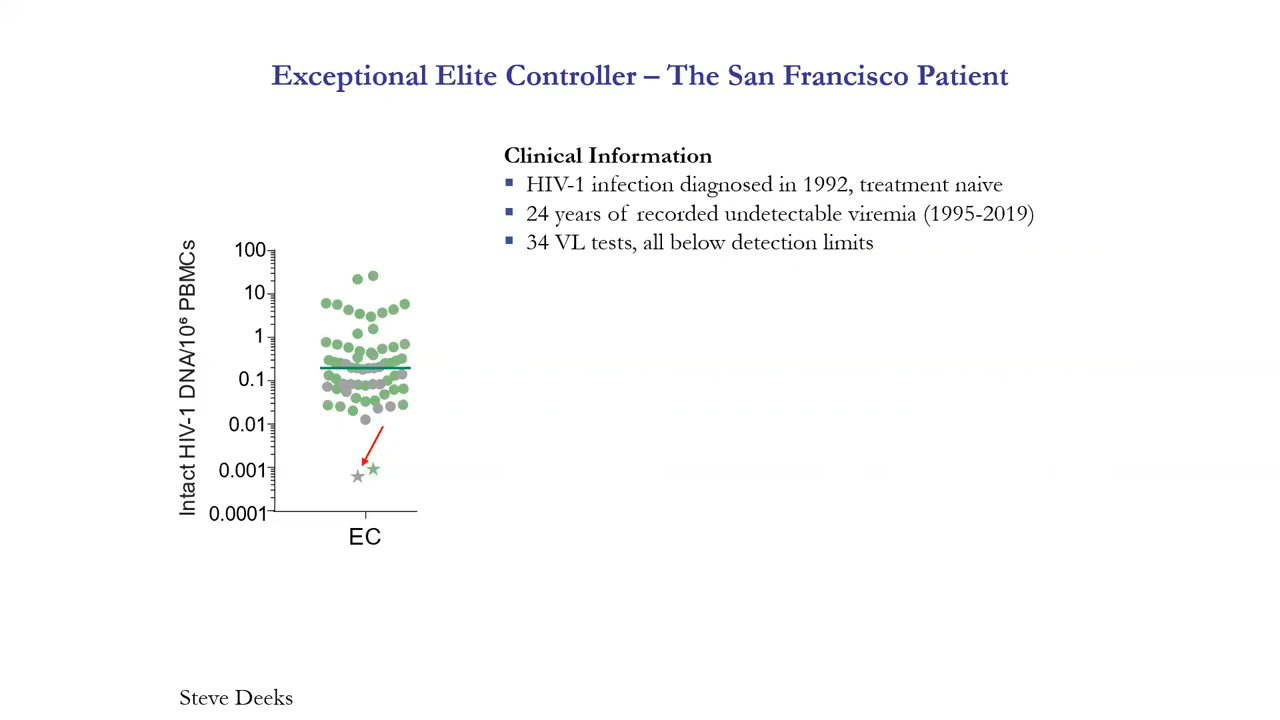 Exceptional Elite Controller – The San Francisco Patient
Clinical Information
▪ HIV-1 infection diagnosed in 1992, treatment naive
▪ 24 years of recorded undetectable viremia (1995-2019)
▪ 34 VL tests, all below detection limits
Intact HIV-1 DNA/10⁶ PBMCs
100
10
1
0.1
0.01
0.001
0.0001
EC
Steve Deeks